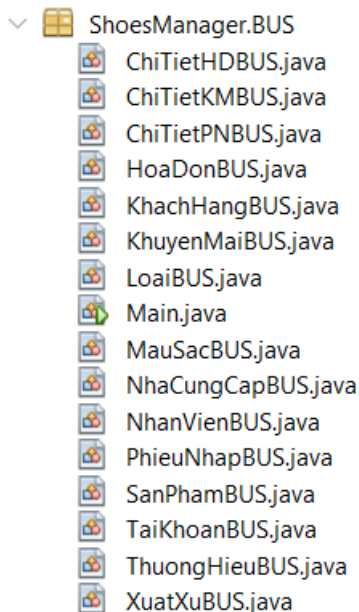 ShoesManager.BUS
ChiTietHDBUS.java
ChiTietKMBUS.java
ChiTietPNBUS.java
HoaDonBUS.java
KhachHangBUS.java
KhuyenMaiBUS.java
LoaiBUS.java
Main.java
MauSacBUS.java
NhaCungCapBUS.java
NhanVienBUS.java
PhieuNhapBUS.java
SanPhamBUS.java
TaiKhoanBUS.java
ThuongHieuBUS.java
XuatXuBUS.java